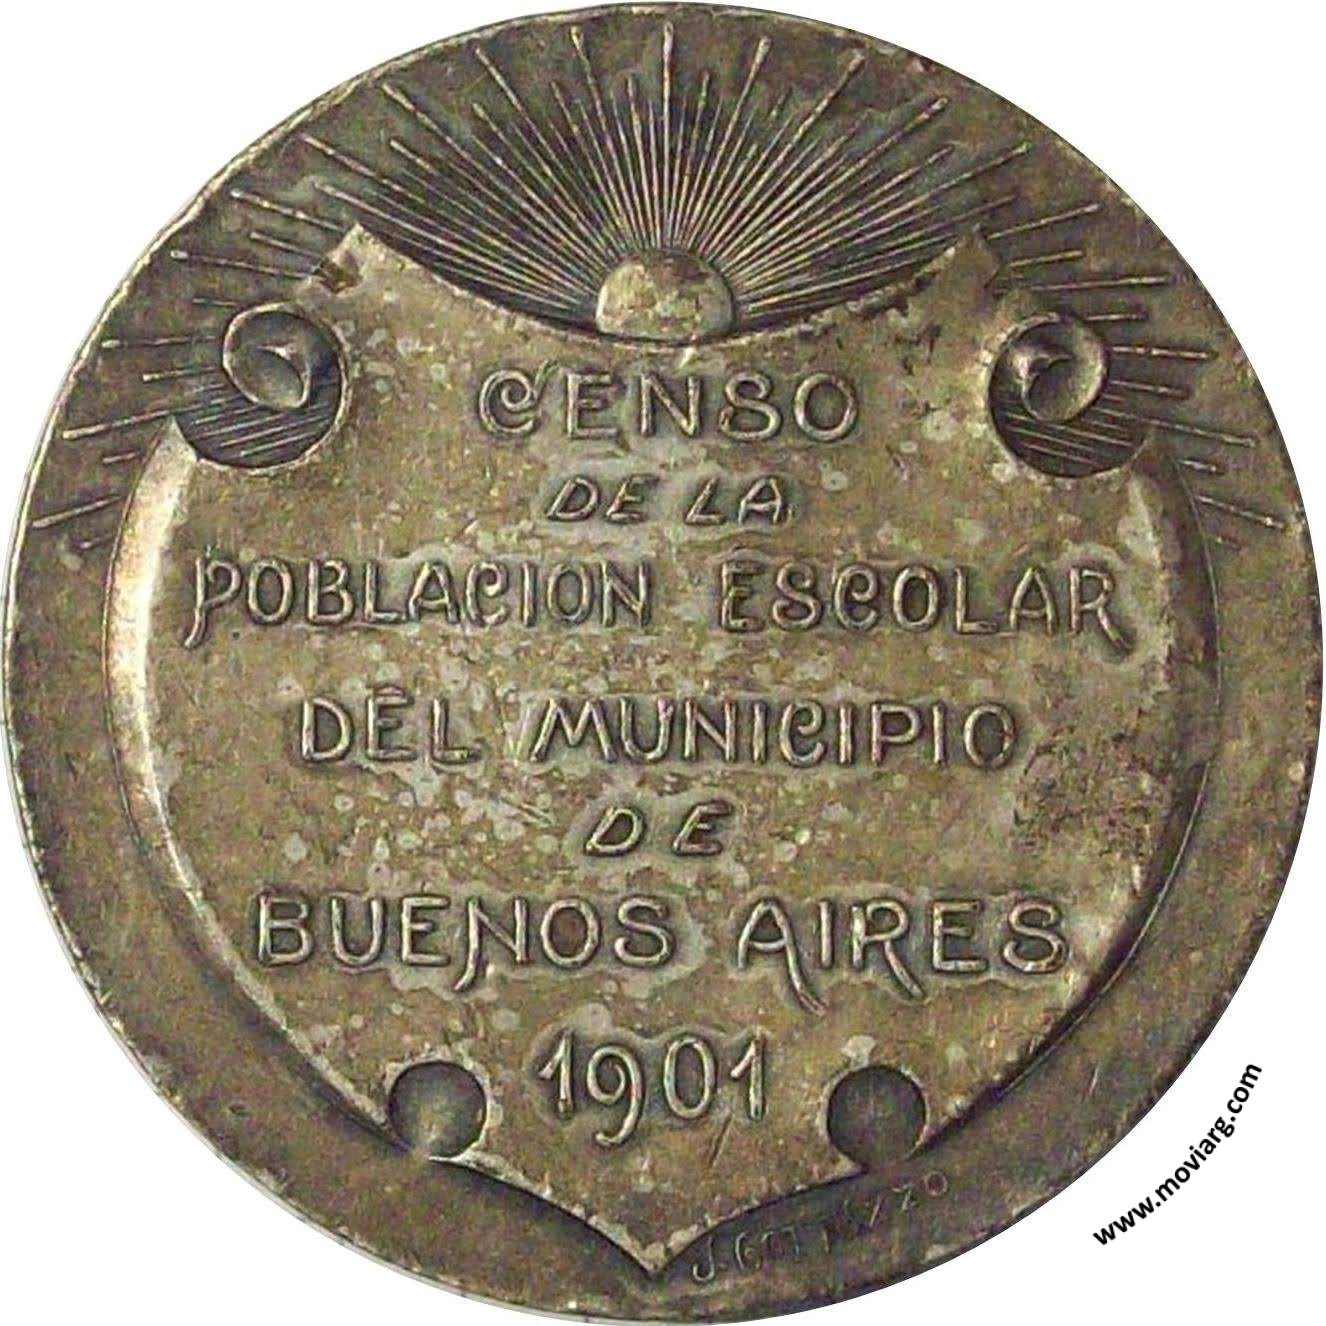 CENSO
DE LA
POBLACION ESCOLAR
DEL MUNICIPIO
DE
BUENOS AIRES
1901
www.moviarg.com